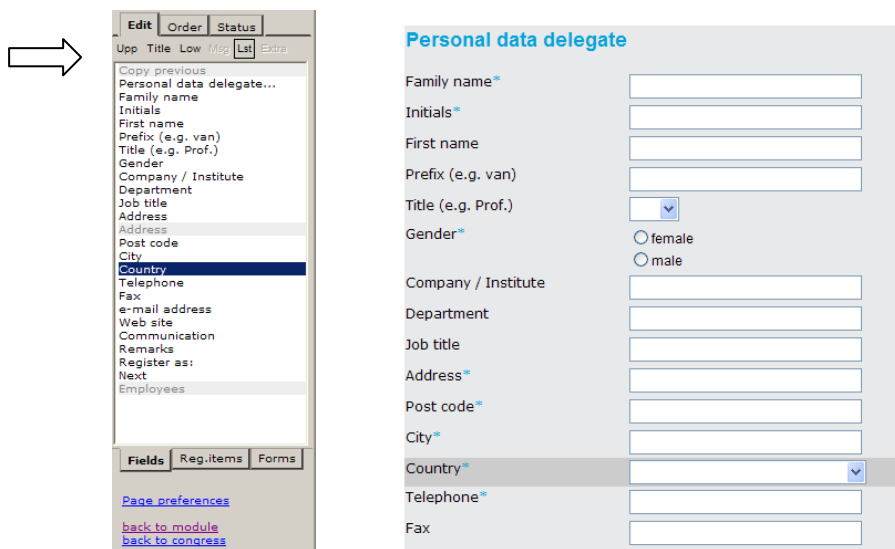 Edit Order Status
Upp Title Low Msg Lst Extra
Copy previous
Personal data delegate...
Family name
Initials
First name
Prefix (e.g. van)
Title (e.g. Prof.)
Gender
Company / Institute
Department
Job title
Address
Address
Post code
City
Country
Telephone
Fax
e-mail address
Web site
Communication
Remarks
Register as:
Next
Employees
Fields Reg.items Forms
Page preferences
back to module
back to congress
Personal data delegate
Family name*
Initials*
First name
Prefix (e.g. van)
Title (e.g. Prof.)
Gender*
female
male
Company / Institute
Department
Job title
Address*
Post code*
City*
Country*
Telephone*
Fax